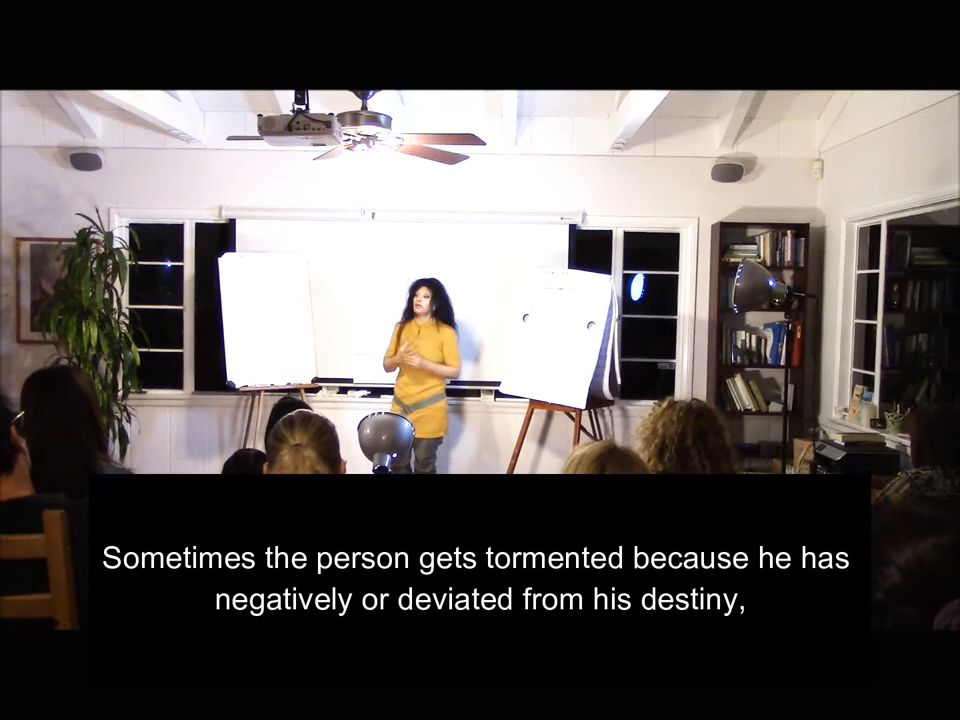 Sometimes the person gets tormented because he has
negatively or deviated from his destiny,